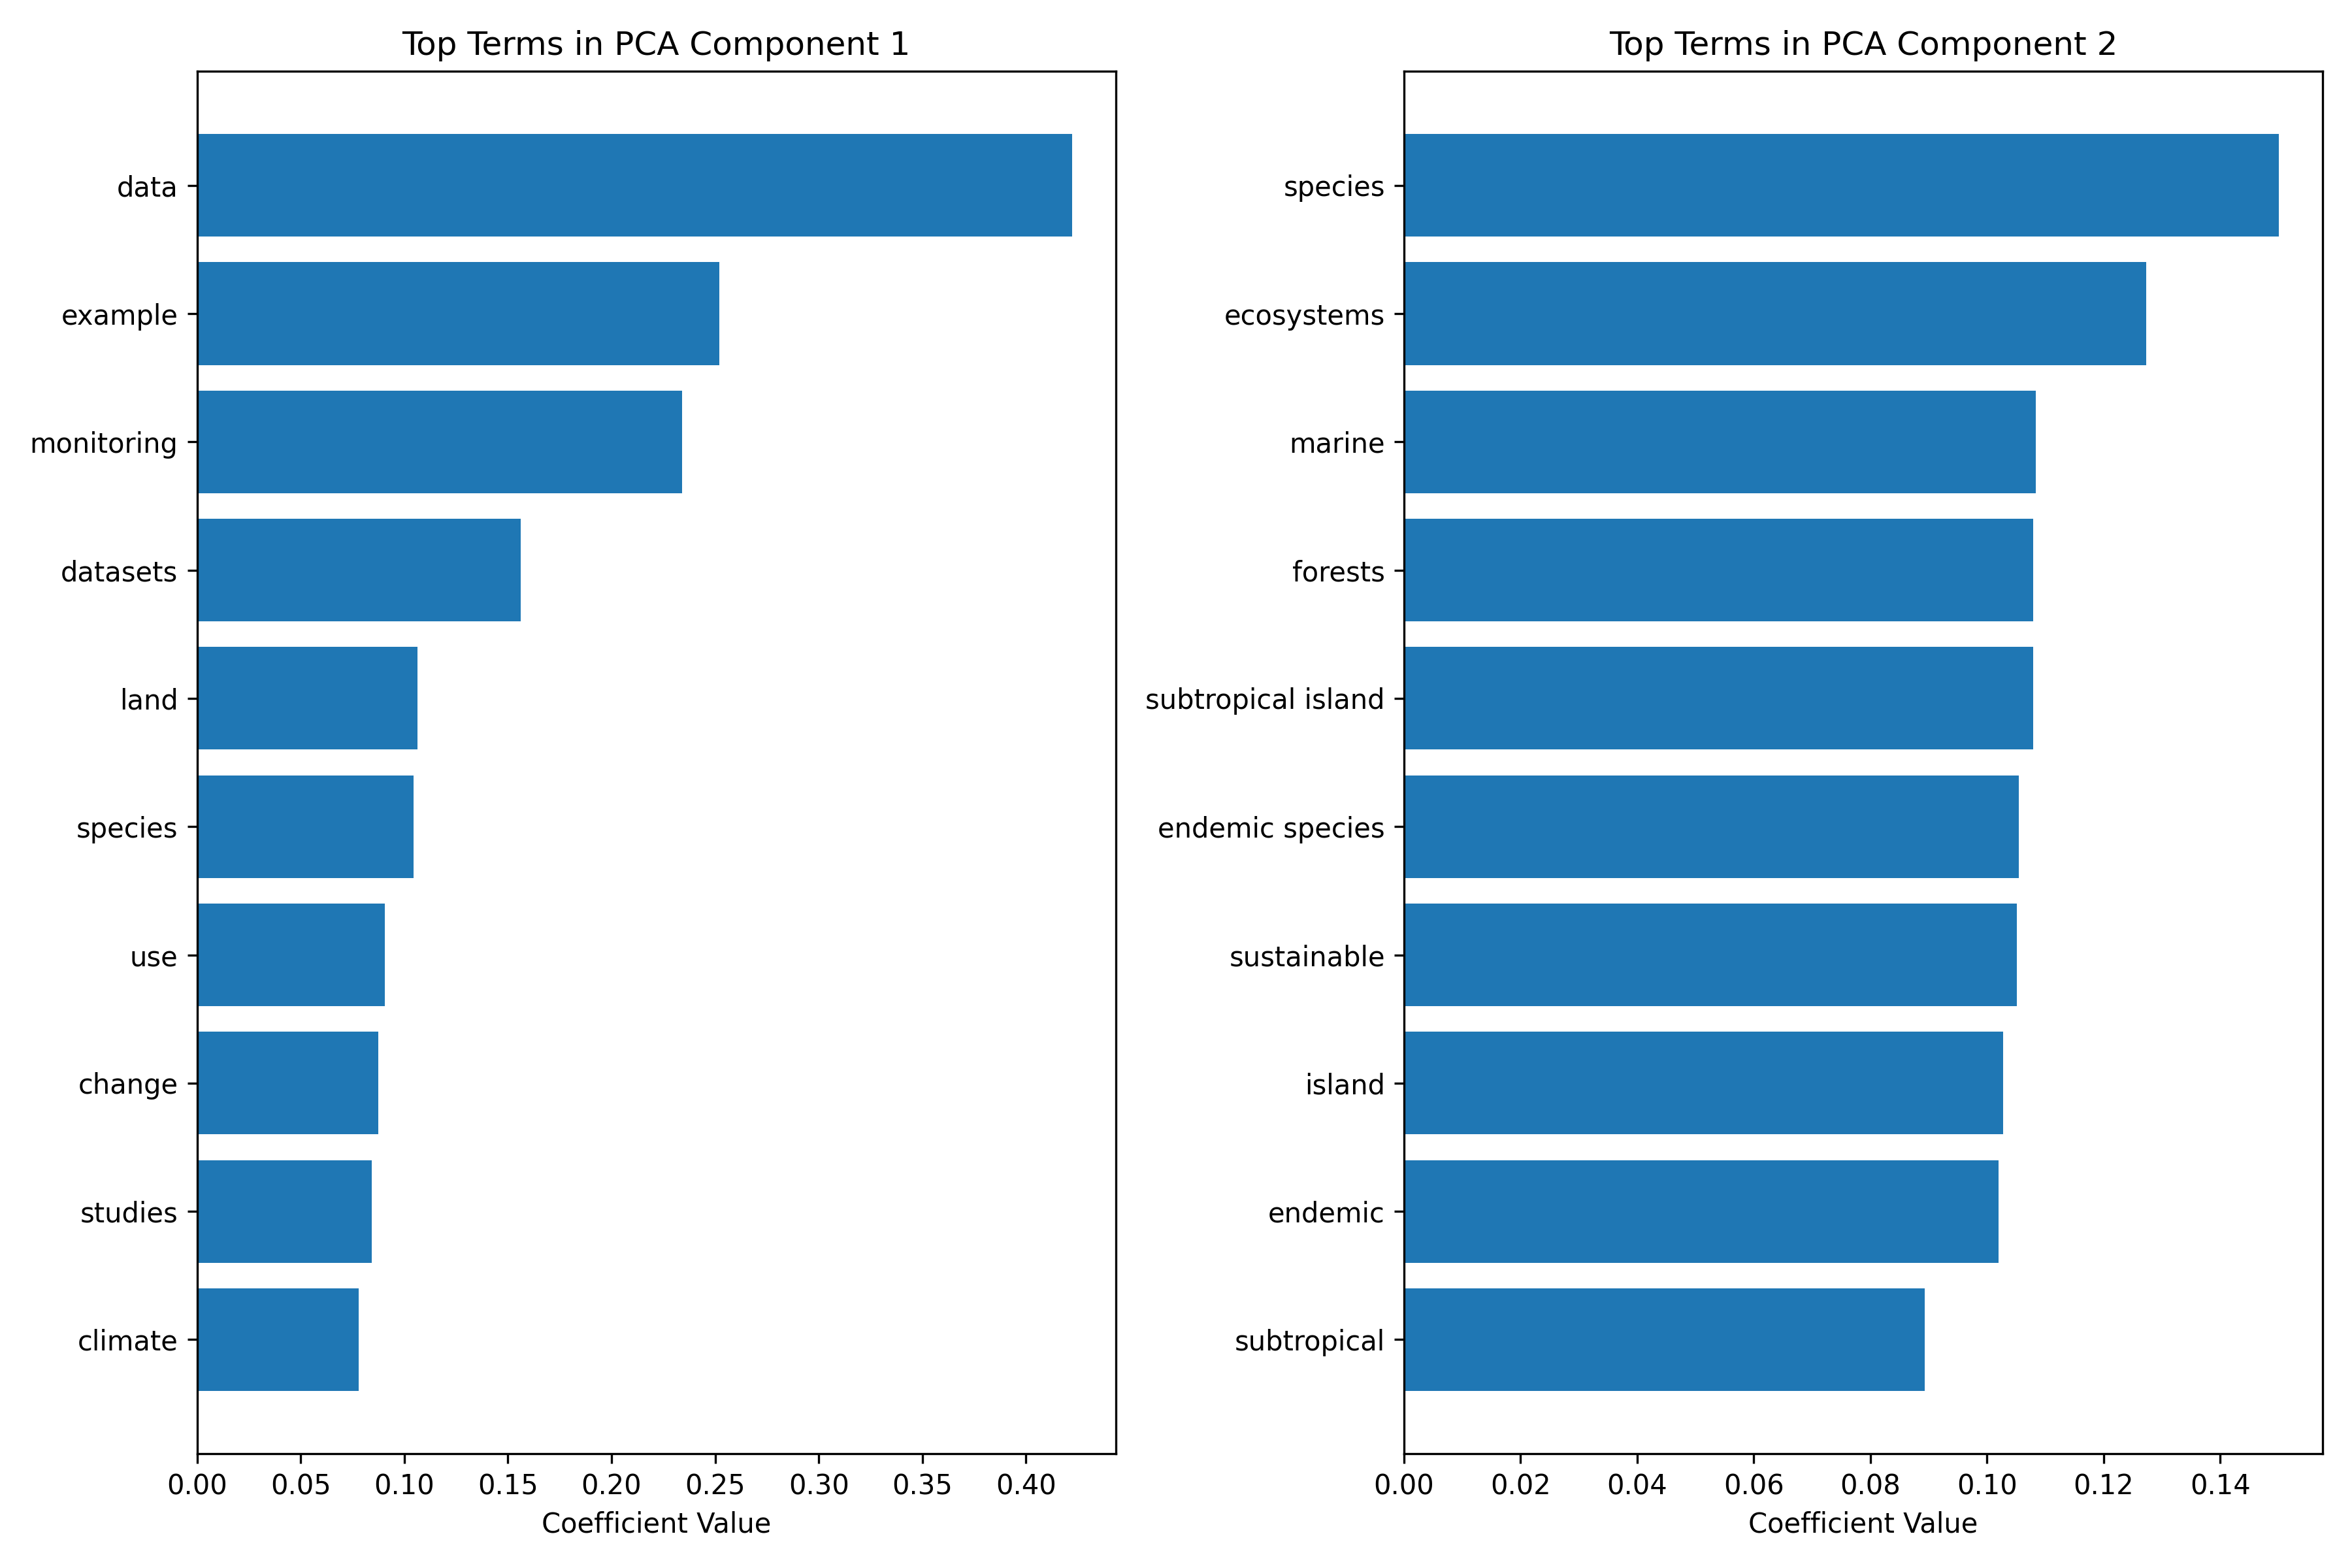 Top Terms in PCA Component 1
data
example
monitoring
datasets
land
species
use
change
studies
climate
0.00 0.05 0.10 0.15 0.20 0.25 0.30 0.35 0.40
Coefficient Value
Top Terms in PCA Component 2
species
ecosystems
marine
forests
subtropical island
endemic species
sustainable
island
endemic
subtropical
0.00 0.02 0.04 0.06 0.08 0.10 0.12 0.14
Coefficient Value